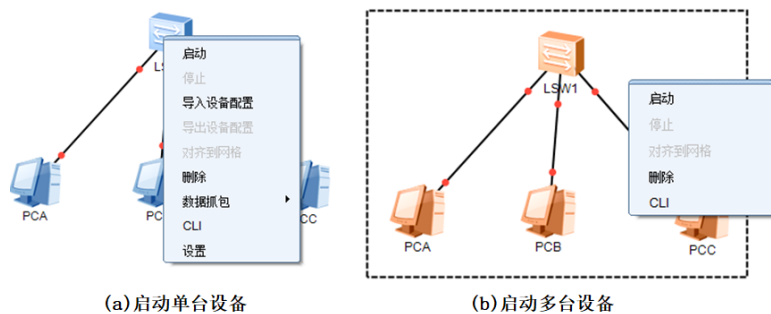 LS
启动
停止
导入设备配置
导出设备配置
对齐到网格
删除
数据抓包
CLI
设置
PCA
PC
CC
(a)启动单台设备
LSW1
启动
停止
对齐到网格
删除
CLI
PCA
PCB
PCC
(b)启动多台设备